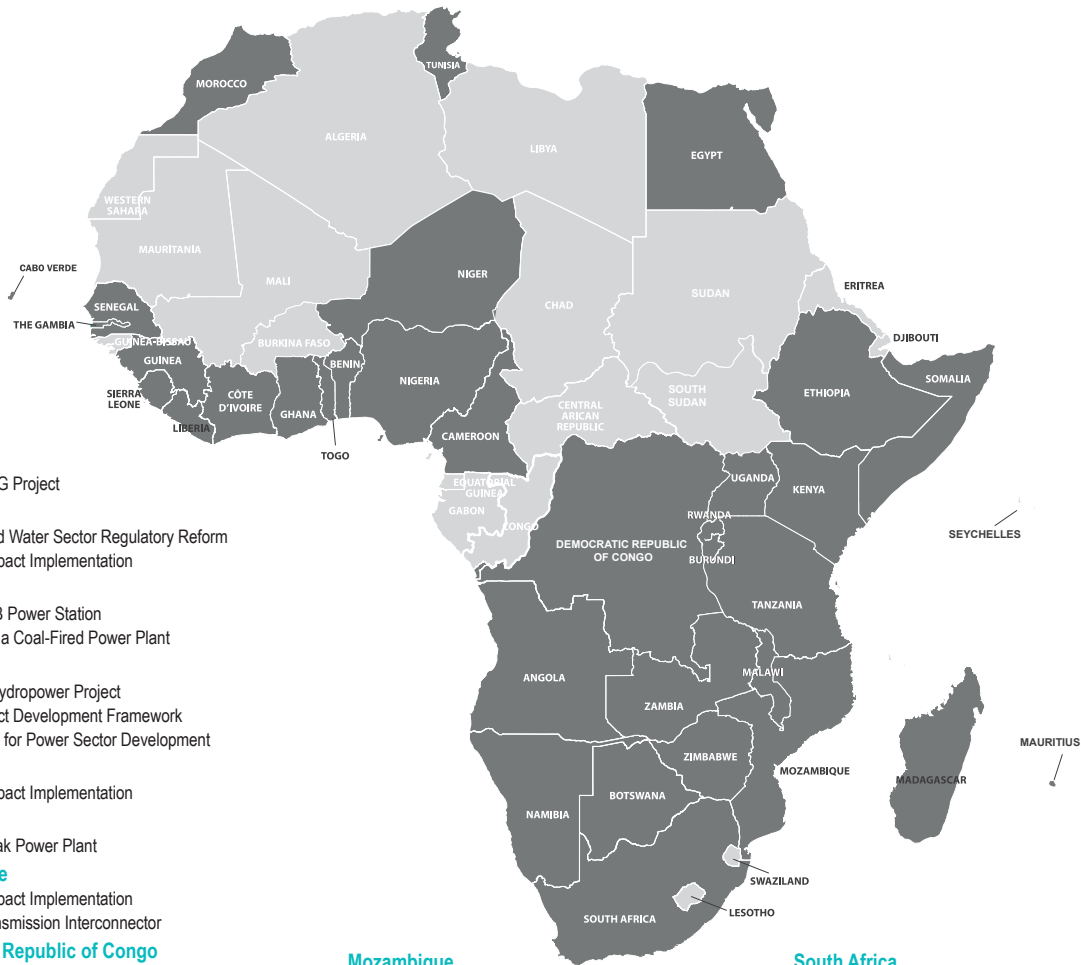 MOROCCO
TUNISIA
ALGERIA
LIBYA
EGYPT
WESTERN
SAHARA
MAURITANIA
MALI
NIGER
CHAD
SUDAN
ERITREA
CABO VERDE
SENEGAL
THE GAMBIA
GUINEA-BISSAU
GUINEA
BURKINA FASO
BENIN
NIGERIA
DJIBOUTI
SOMALIA
ETHIOPIA
SIERRA
LEONE
CÔTE
D'IVOIRE
GHANA
LIBERIA
TOGO
CAMEROON
CENTRAL
ARICAN
REPUBLIC
SOUTH
SUDAN
EQUATORIAL
GUINEA
GABON
CONGO
UGANDA
KENYA
RWANDA
BURUNDI
DEMOCRATIC REPUBLIC
OF CONGO
SEYCHELLES
TANZANIA
ANGOLA
MALAWI
ZAMBIA
ZIMBABWE
MOZAMBIQUE
MAURITIUS
MADAGASCAR
NAMIBIA
BOTSWANA
SWAZILAND
LESOTHO
SOUTH AFRICA
G Project
d Water Sector Regulatory Reform
pact Implementation
B Power Station
a Coal-Fired Power Plant
ydropower Project
ct Development Framework
for Power Sector Development
pact Implementation
ak Power Plant
e
pact Implementation
nsmission Interconnector
Republic of Congo
Mozambique
South Africa